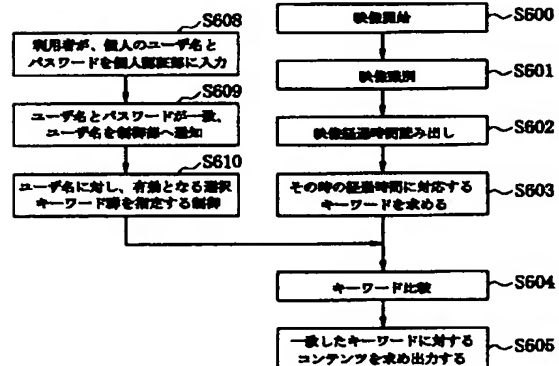 S608
利用者が、個人のユーザ名と
パスワードを個人認証部に入力
S609
ユーザ名とパスワードが一致、
ユーザ名を制御部へ通知
S610
ユーザ名に対し、有効となる選択
キーワード群を指定する制御
S600
映像開始
S601
映像識別
S602
映像経過時間読み出し
S603
その時の経過時間に対応する
キーワードを求める
S604
キーワード比較
S605
一致したキーワードに対する
コンテンツを求め出力する